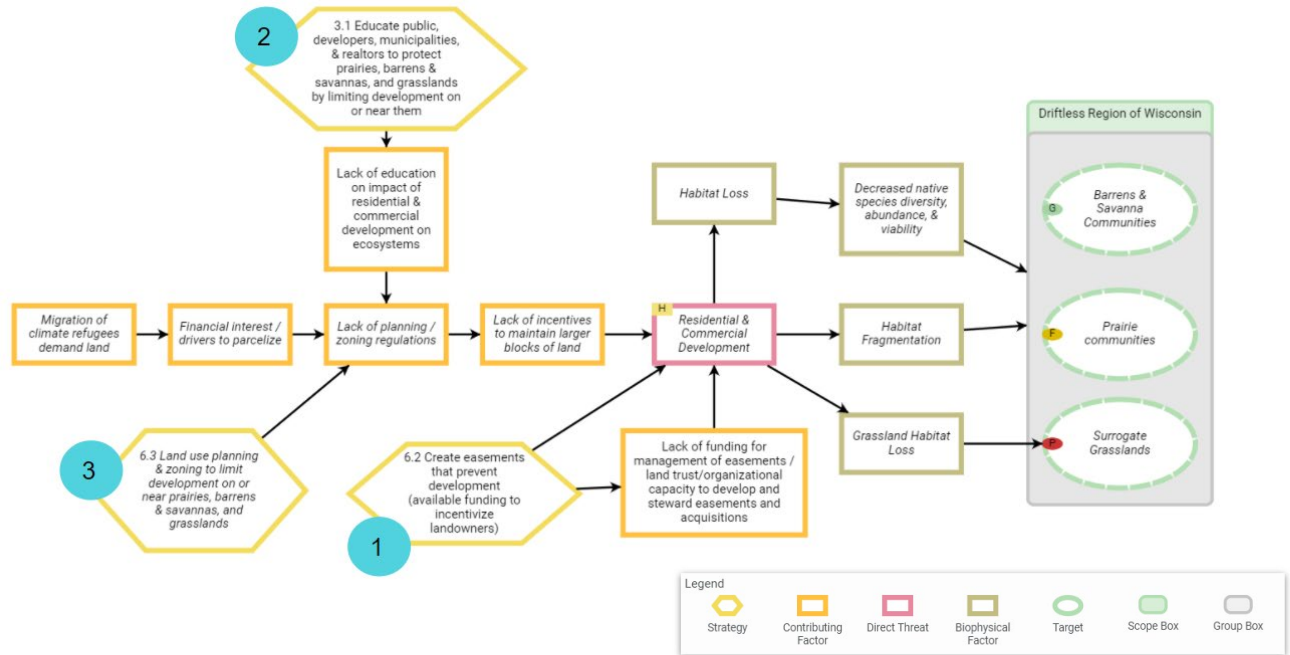 2
3.1 Educate public,
developers, municipalities,
& realtors to protect
prairies, barrens &
savannas, and grasslands
by limiting development on
or near them
Lack of education
on impact of
residential &
commercial
development on
ecosystems
Migration of
climate refugees
demand land
Financial interest /
drivers to parcelize
Lack of planning /
zoning regulations
Lack of incentives
to maintain larger
blocks of land
H
Residential &
Commercial
Development
Habitat Loss
Decreased native
species diversity,
abundance, &
viability
Habitat
Fragmentation
Grassland Habitat
Loss
Driftless Region of Wisconsin
G
Barrens &
Savanna
Communities
F
Prairie
communities
P
Surrogate
Grasslands
3
6.3 Land use planning
& zoning to limit
development on or
near prairies, barrens
& savannas, and
grasslands
1
6.2 Create easements
that prevent
development
(available funding to
incentivize
landowners)
Lack of funding for
management of easements /
land trust/organizational
capacity to develop and
steward easements and
acquisitions
Legend
Strategy
Contributing
Factor
Direct Threat
Biophysical
Factor
Target
Scope Box
Group Box